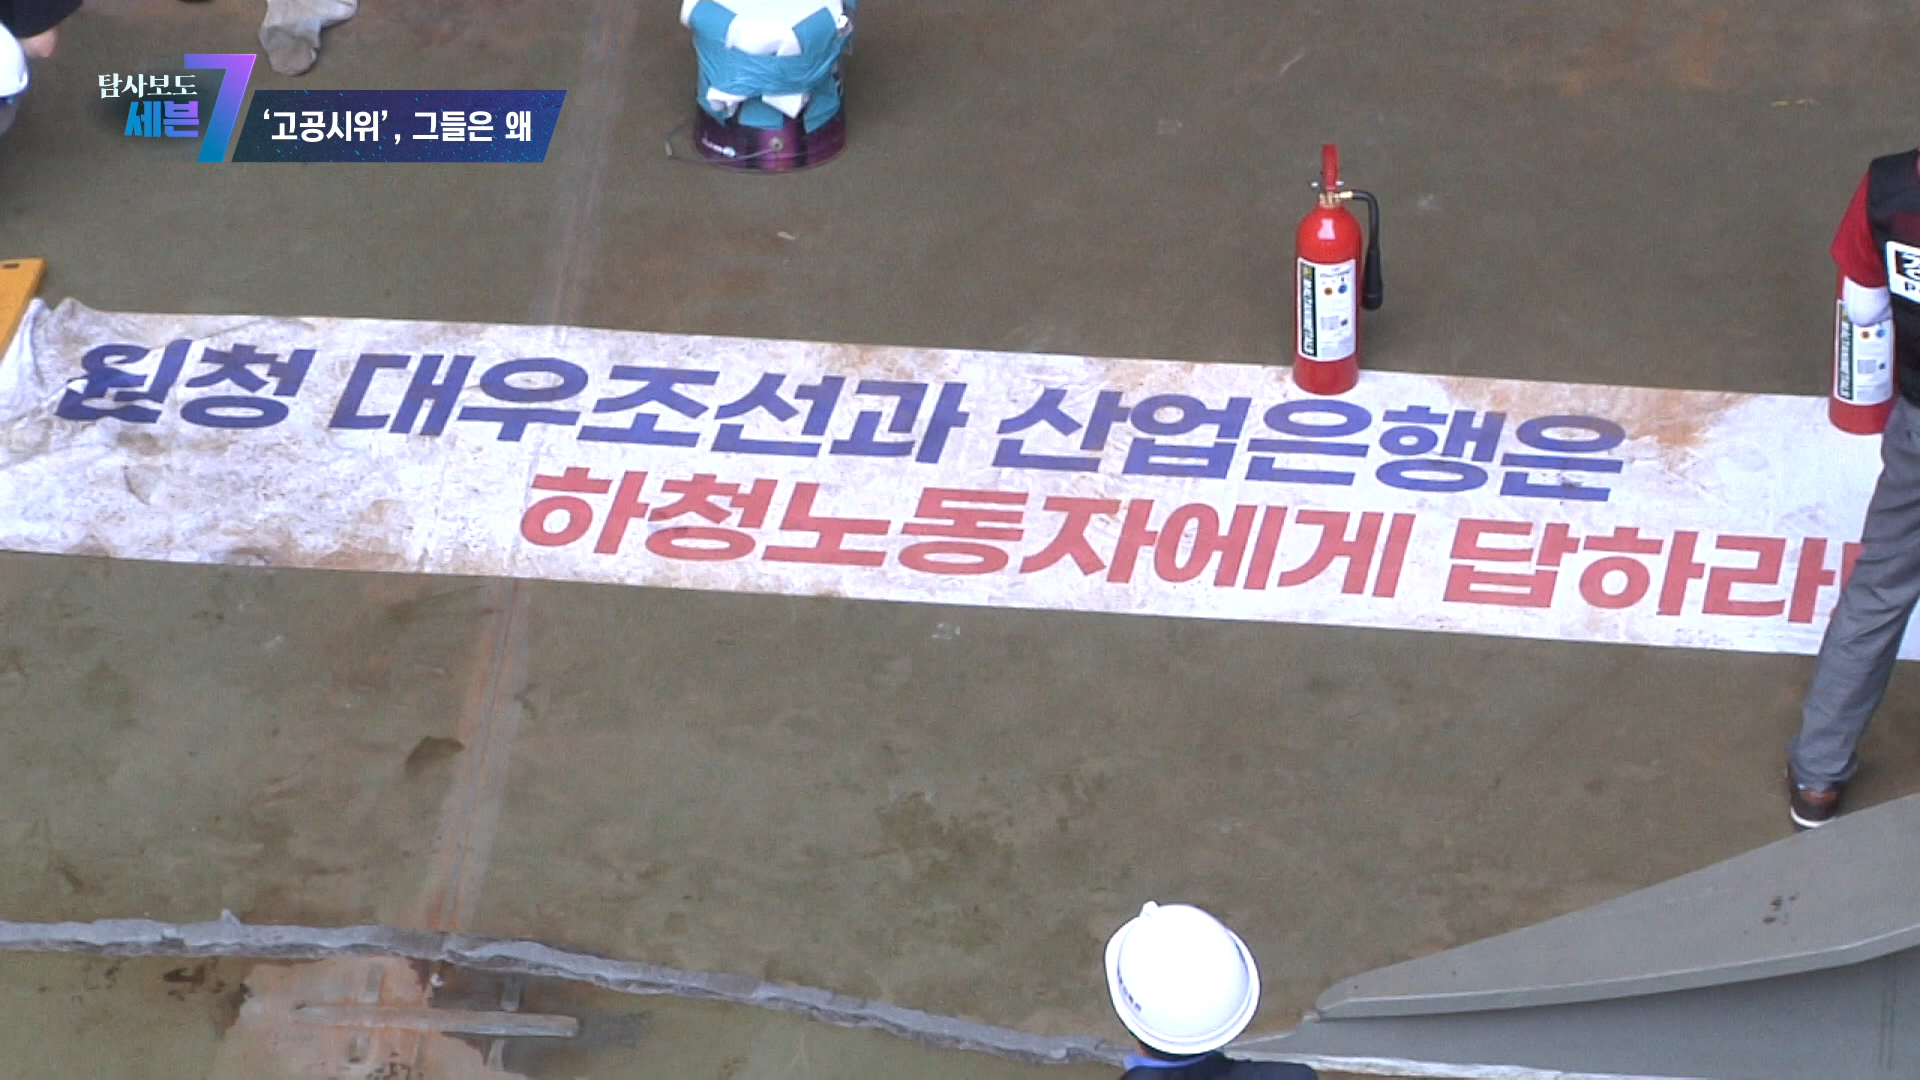 탐사보도
세븐 7
‘고공시위’, 그들은 왜
원청 대우조선과 산업은행은
하청노동자에게 답하라!